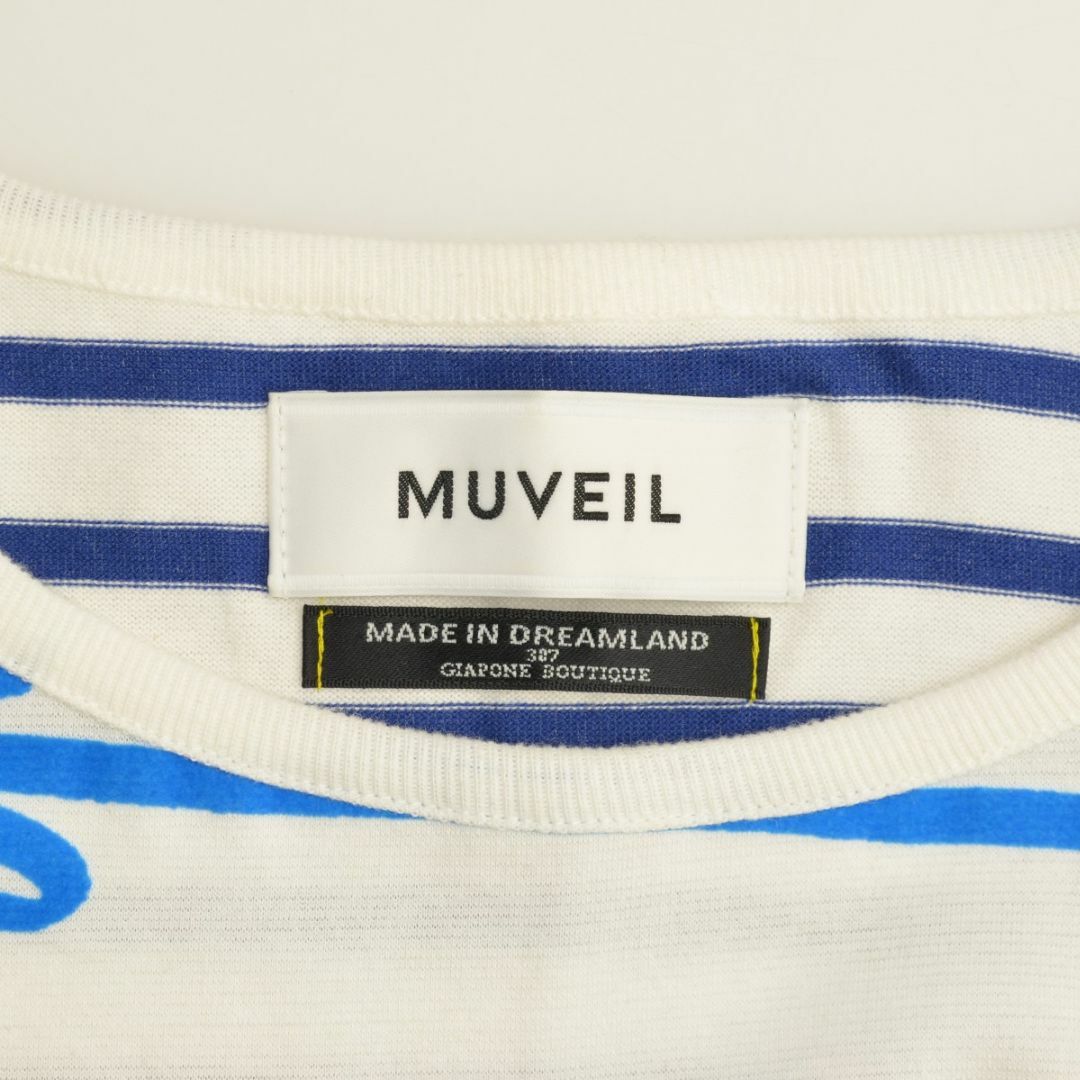 MUVEIL
MADE IN DREAMLAND
387
GIAPONE BOUTIQUE